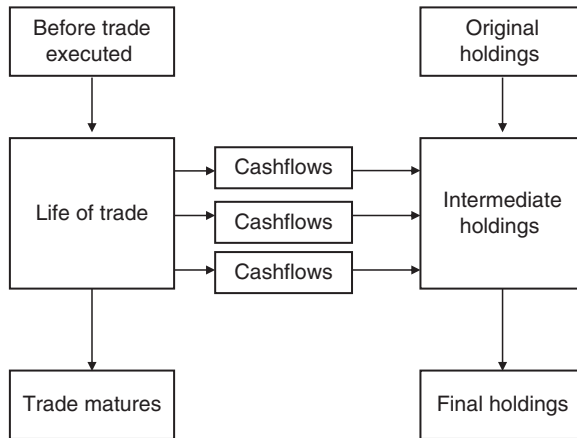 Before trade
executed
Original
holdings
Life of trade
Cashflows
Cashflows
Cashflows
Intermediate
holdings
Trade matures
Final holdings